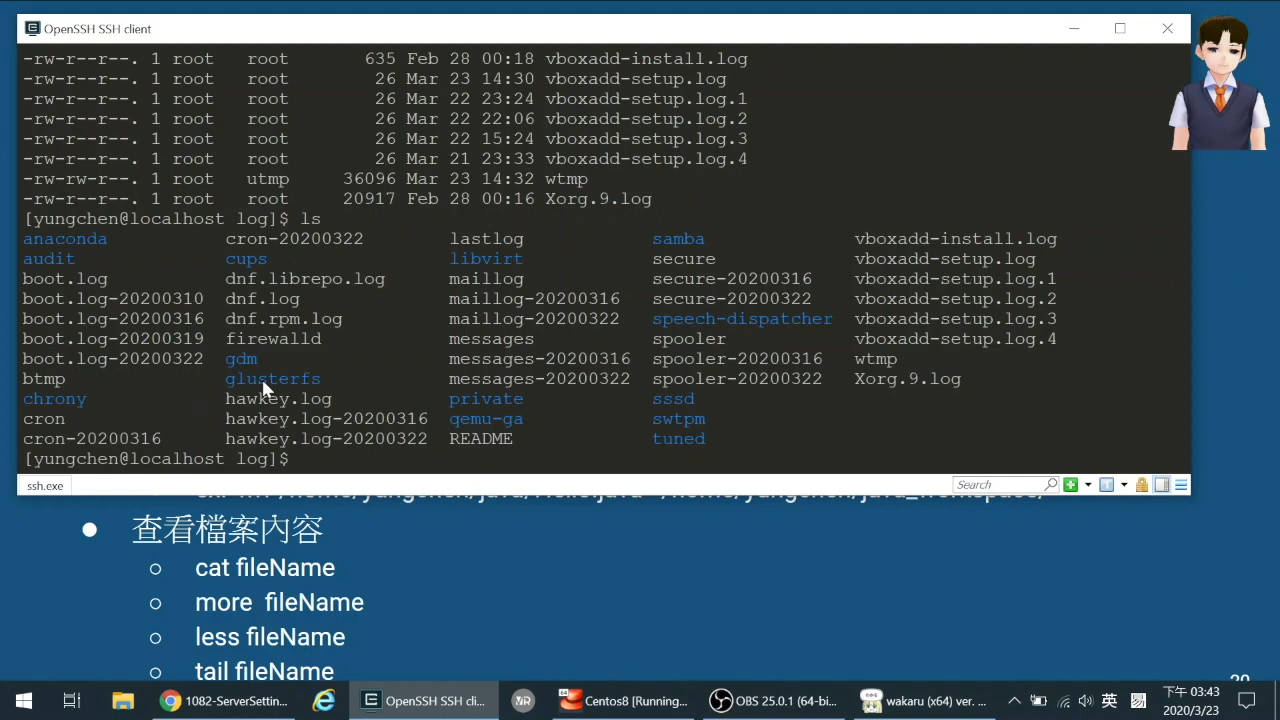 OpenSSH SSH client
-rw-r--r--. 1 root   root        635 Feb 28 00:18 vboxadd-install.log
-rw-r--r--. 1 root   root         26 Mar 23 14:30 vboxadd-setup.log
-rw-r--r--. 1 root   root         26 Mar 22 23:24 vboxadd-setup.log.1
-rw-r--r--. 1 root   root         26 Mar 22 22:06 vboxadd-setup.log.2
-rw-r--r--. 1 root   root         26 Mar 22 15:24 vboxadd-setup.log.3
-rw-r--r--. 1 root   root         26 Mar 21 23:33 vboxadd-setup.log.4
-rw-rw-r--. 1 root   utmp      36096 Mar 23 14:32 wtmp
-rw-r--r--. 1 root   root      20917 Feb 28 00:16 Xorg.9.log
[yungchen@localhost log]$ ls
anaconda cron-20200322 lastlog samba vboxadd-install.log
audit cups libvirt secure vboxadd-setup.log
boot.log dnf.librepo.log maillog secure-20200316 vboxadd-setup.log.1
boot.log-20200310 dnf.log maillog-20200316 secure-20200322 vboxadd-setup.log.2
boot.log-20200316 dnf.rpm.log maillog-20200322 speech-dispatcher vboxadd-setup.log.3
boot.log-20200319 firewalld messages spooler vboxadd-setup.log.4
boot.log-20200322 gdm messages-20200316 spooler-20200316 wtmp
btmp glusterfs messages-20200322 spooler-20200322 Xorg.9.log
chrony hawkey.log private sssd
cron hawkey.log-20200316 qemu-ga swtpm
cron-20200316 hawkey.log-20200322 README tuned
[yungchen@localhost log]$
ssh.exe Search
● 查看檔案內容
○ cat fileName
○ more fileName
○ less fileName
○ tail fileName
1082-ServerSettin... OpenSSH SSH cli... Centos8 [Running... OBS 25.0.1 (64-bi... wakaru (x64) ver. ... 英 下午 03:43
2020/3/23